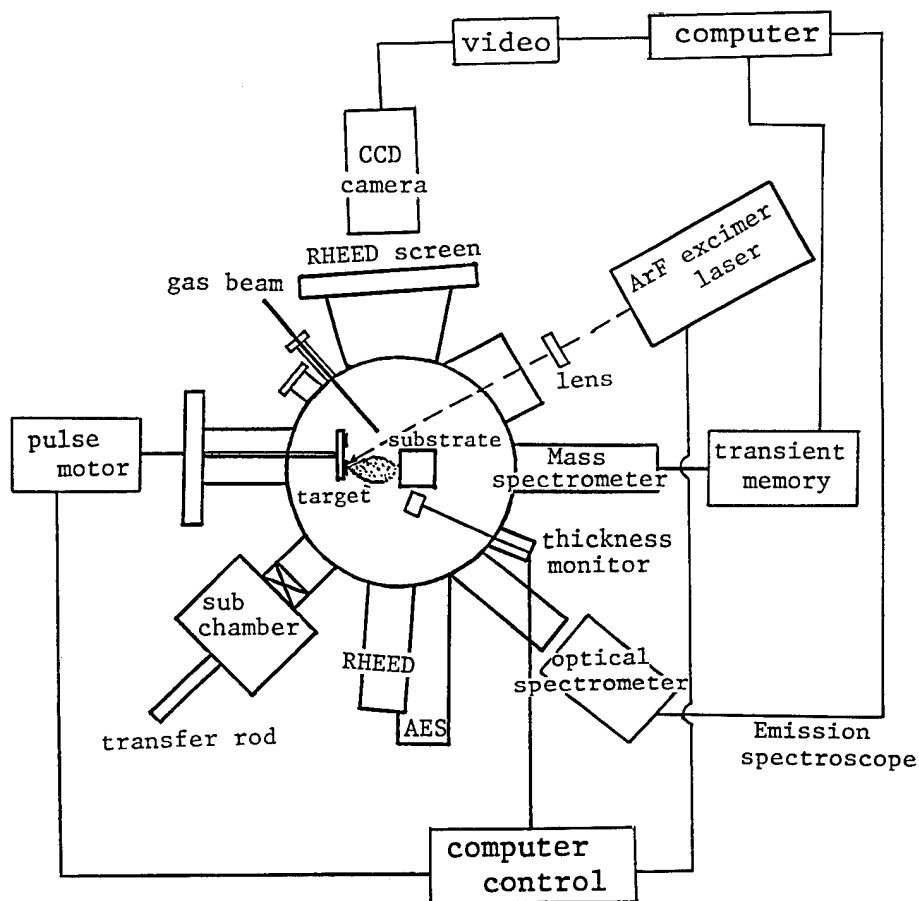 video
computer
CCD
camera
ArF excimer
laser
RHEED screen
gas beam
lens
pulse
motor
substrate
target
Mass
spectrometer
transient
memory
thickness
monitor
sub
chamber
RHEED
optical
spectrometer
AES
transfer rod
Emission
spectroscope
computer
control